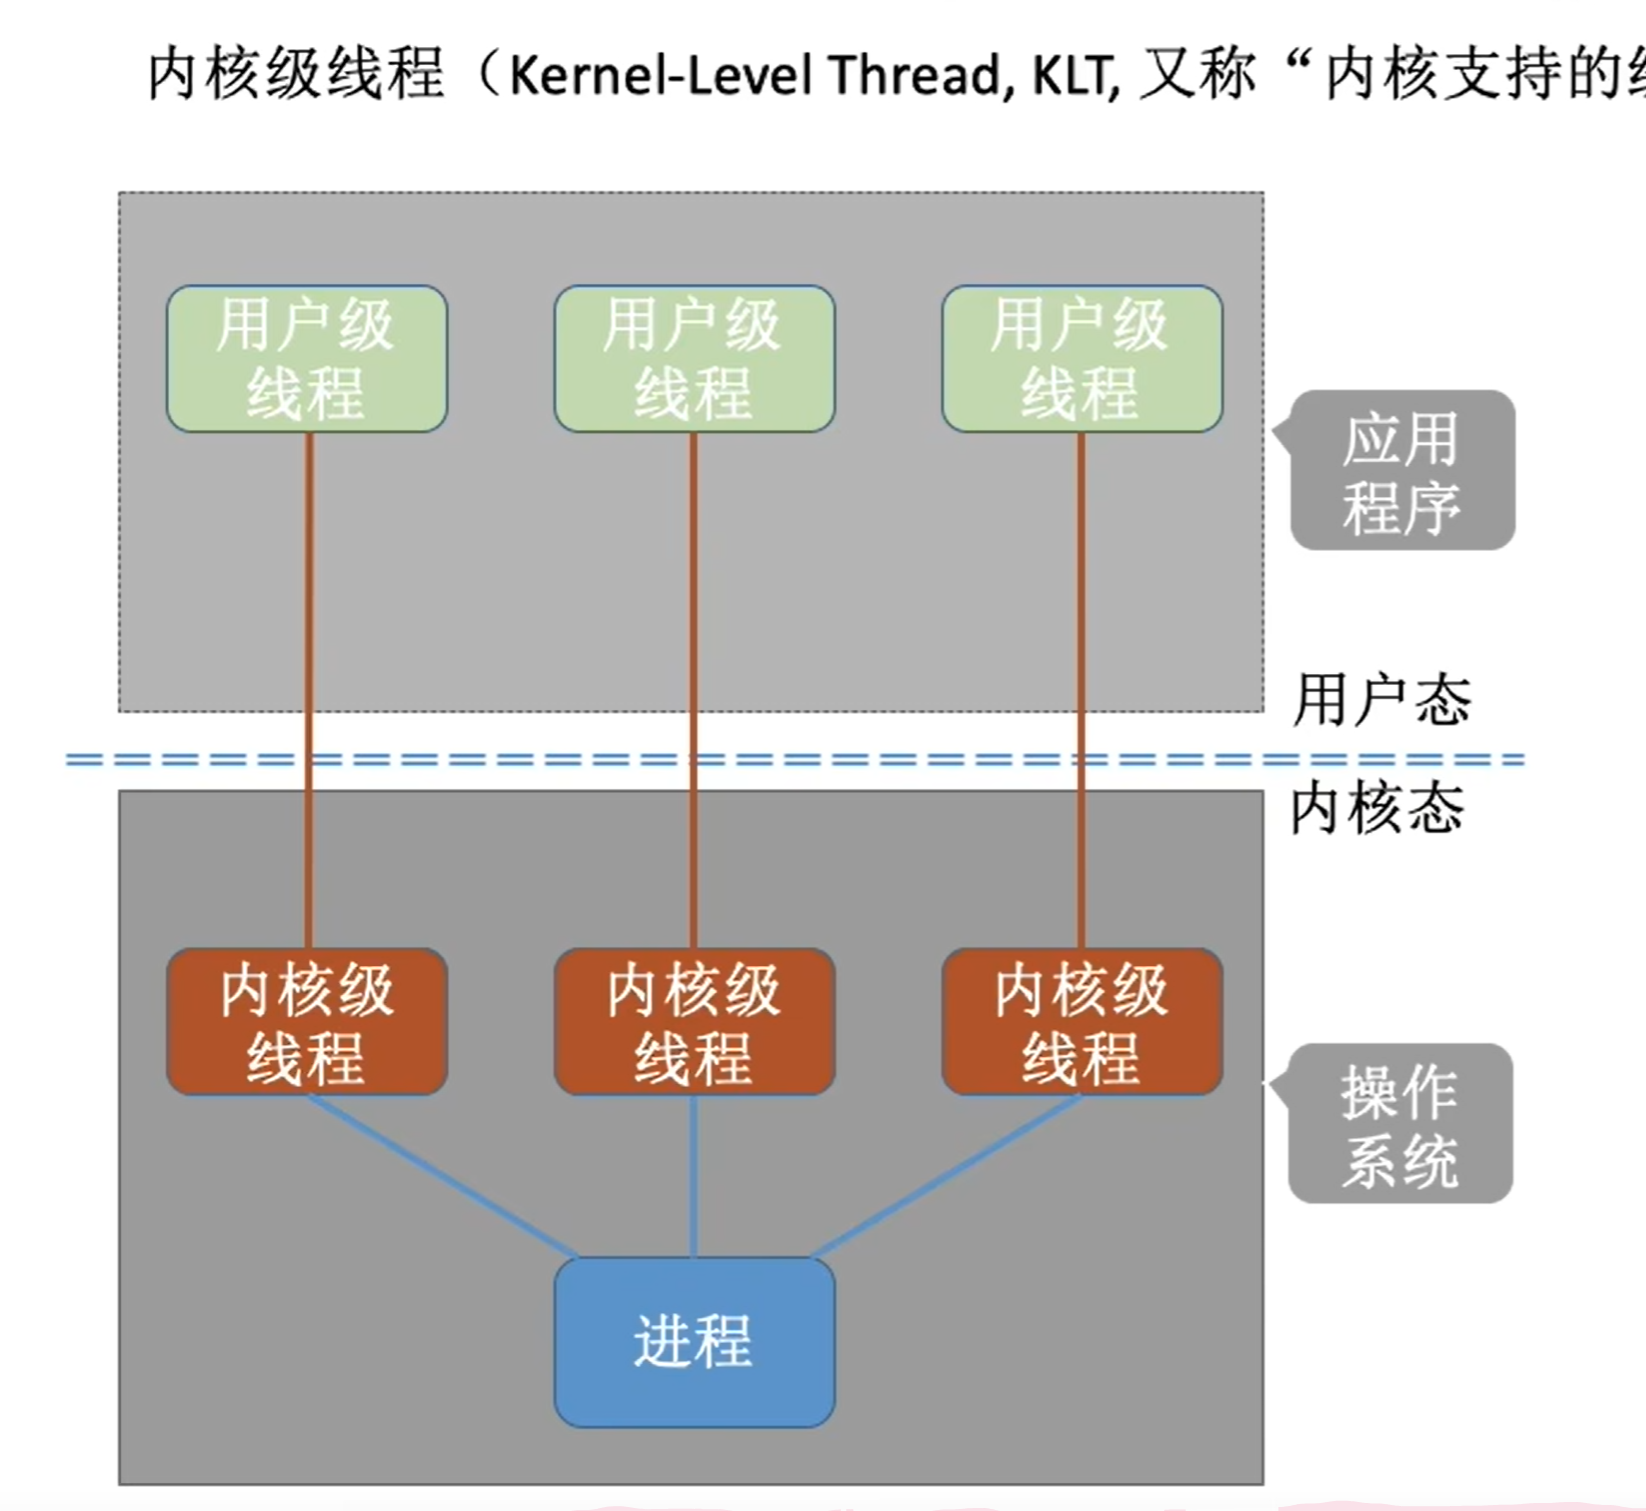 内核级线程（Kernel-Level Thread, KLT, 又称“内核支持的
用户级
线程
用户级
线程
用户级
线程
应用
程序
用户态
内核态
内核级
线程
内核级
线程
内核级
线程
操作
系统
进程